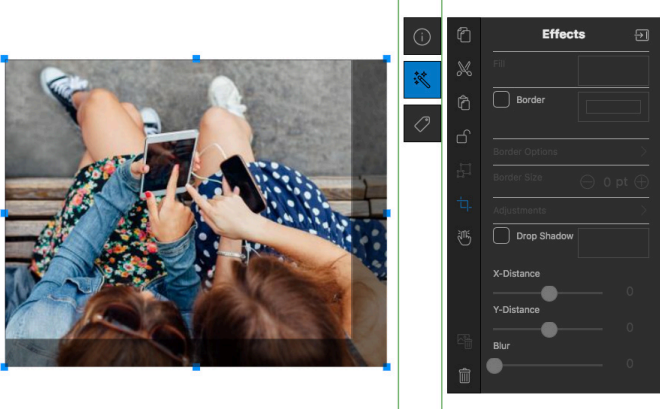 Effects
Fill
Border
Border Options
Border Size
0 pt
Adjustments
Drop Shadow
X-Distance
0
Y-Distance
0
Blur
0